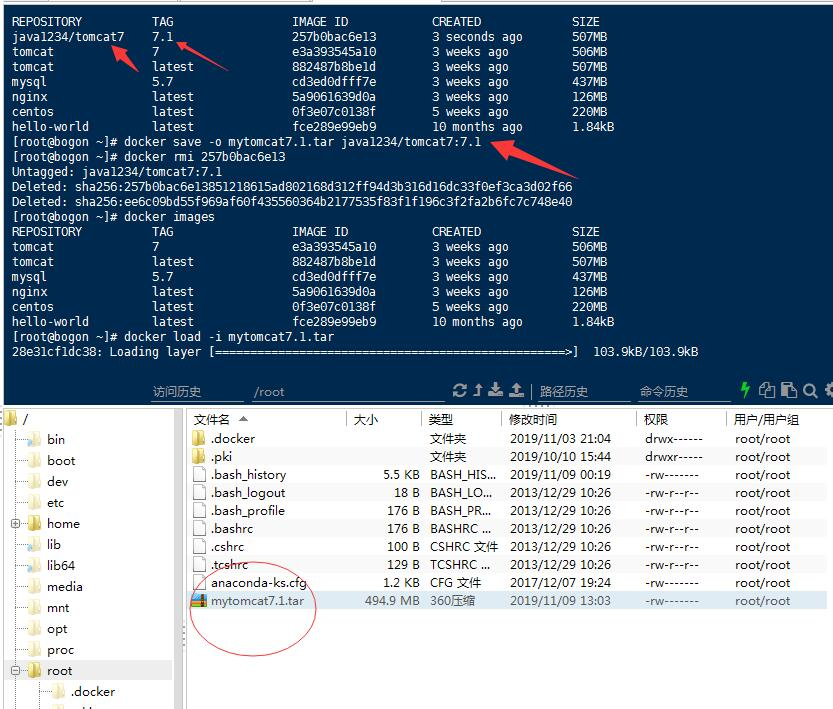 REPOSITORY TAG IMAGE ID CREATED SIZE
java1234/tomcat7 7.1 257b0bac6e13 3 seconds ago 507MB
tomcat 7 e3a393545a10 3 weeks ago 506MB
tomcat latest 882487b8be1d 3 weeks ago 507MB
mysql 5.7 cd3ed0dfff7e 3 weeks ago 437MB
nginx latest 5a9061639d0a 3 weeks ago 126MB
centos latest 0f3e07c0138f 5 weeks ago 220MB
hello-world latest fce289e99eb9 10 months ago 1.84kB
[root@bogon ~]# docker save -o mytomcat7.1.tar java1234/tomcat7:7.1
[root@bogon ~]# docker rmi 257b0bac6e13
Untagged: java1234/tomcat7:7.1
Deleted: sha256:257b0bac6e13851218615ad802168d312ff94d3b316d16dc33f0ef3ca3d02f66
Deleted: sha256:ee6c09bd55f969af60f435560364b2177535f83f1f196c3f2fa2b6fc7c748e40
[root@bogon ~]# docker images
REPOSITORY TAG IMAGE ID CREATED SIZE
tomcat 7 e3a393545a10 3 weeks ago 506MB
tomcat latest 882487b8be1d 3 weeks ago 507MB
mysql 5.7 cd3ed0dfff7e 3 weeks ago 437MB
nginx latest 5a9061639d0a 3 weeks ago 126MB
centos latest 0f3e07c0138f 5 weeks ago 220MB
hello-world latest fce289e99eb9 10 months ago 1.84kB
[root@bogon ~]# docker load -i mytomcat7.1.tar
28e31cf1dc38: Loading layer [==================================================>] 103.9kB/103.9kB
访问历史 /root 路径历史 命令历史
/
bin
boot
dev
etc
home
lib
lib64
media
mnt
opt
proc
root
.docker
文件名 大小 类型 修改时间 权限 用户/用户组
.docker 文件夹 2019/11/03 21:04 drwx------ root/root
.pki 文件夹 2019/10/10 15:44 drwxr----- root/root
.bash_history 5.5 KB BASH_HIS... 2019/11/09 00:19 -rw------- root/root
.bash_logout 18 B BASH_LO... 2013/12/29 10:26 -rw-r--r-- root/root
.bash_profile 176 B BASH_PR... 2013/12/29 10:26 -rw-r--r-- root/root
.bashrc 176 B BASHRC ... 2013/12/29 10:26 -rw-r--r-- root/root
.cshrc 100 B CSHRC 文件 2013/12/29 10:26 -rw-r--r-- root/root
.tcshrc 129 B TCSHRC ... 2013/12/29 10:26 -rw-r--r-- root/root
anaconda-ks.cfg 1.2 KB CFG 文件 2017/12/07 19:24 -rw------- root/root
mytomcat7.1.tar 494.9 MB 360压缩 2019/11/09 13:03 -rw------- root/root